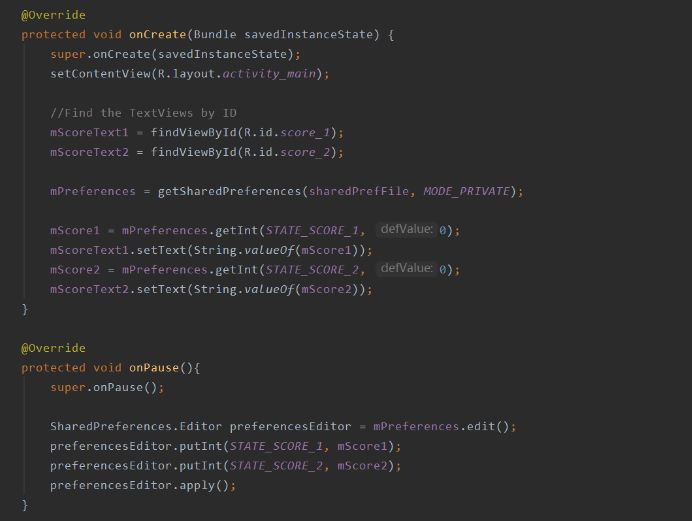 @Override
protected void onCreate(Bundle savedInstanceState) {
super.onCreate(savedInstanceState);
setContentView(R.layout.activity_main);
//Find the TextViews by ID
mScoreText1 = findViewById(R.id.score_1);
mScoreText2 = findViewById(R.id.score_2);
mPreferences = getSharedPreferences(sharedPrefFile, MODE_PRIVATE);
mScore1 = mPreferences.getInt(STATE_SCORE_1, defValue: 0);
mScoreText1.setText(String.valueOf(mScore1));
mScore2 = mPreferences.getInt(STATE_SCORE_2, defValue: 0);
mScoreText2.setText(String.valueOf(mScore2));
}
@Override
protected void onPause(){
super.onPause();
SharedPreferences.Editor preferencesEditor = mPreferences.edit();
preferencesEditor.putInt(STATE_SCORE_1, mScore1);
preferencesEditor.putInt(STATE_SCORE_2, mScore2);
preferencesEditor.apply();
}